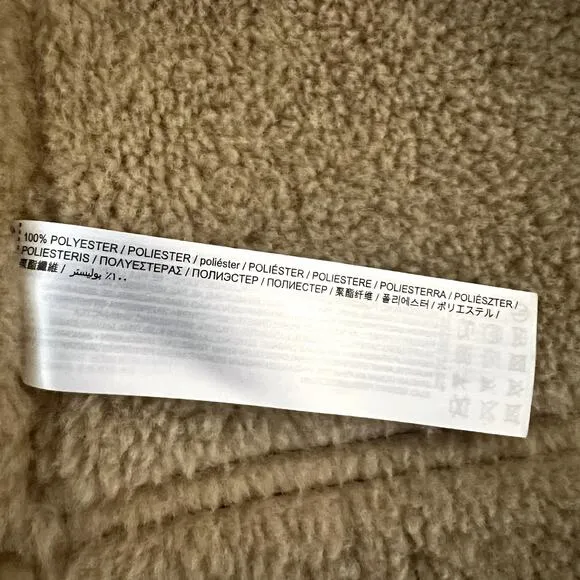 100% POLYESTER / POLIESTER / poliéster / POLIÉSTER / POLIESTERE / POLIESTERRA / POLIÉSZTER /
POLIESTERIS / ΠΟΛΥΕΣΤΕΡΑΣ / ПОЛИЭСТЕР / ПОЛИЕСТЕР / 聚酯纤维 / 폴리에스터 / ポリエステル /
聚酯纖維 / ١٠٠٪ بوليستر